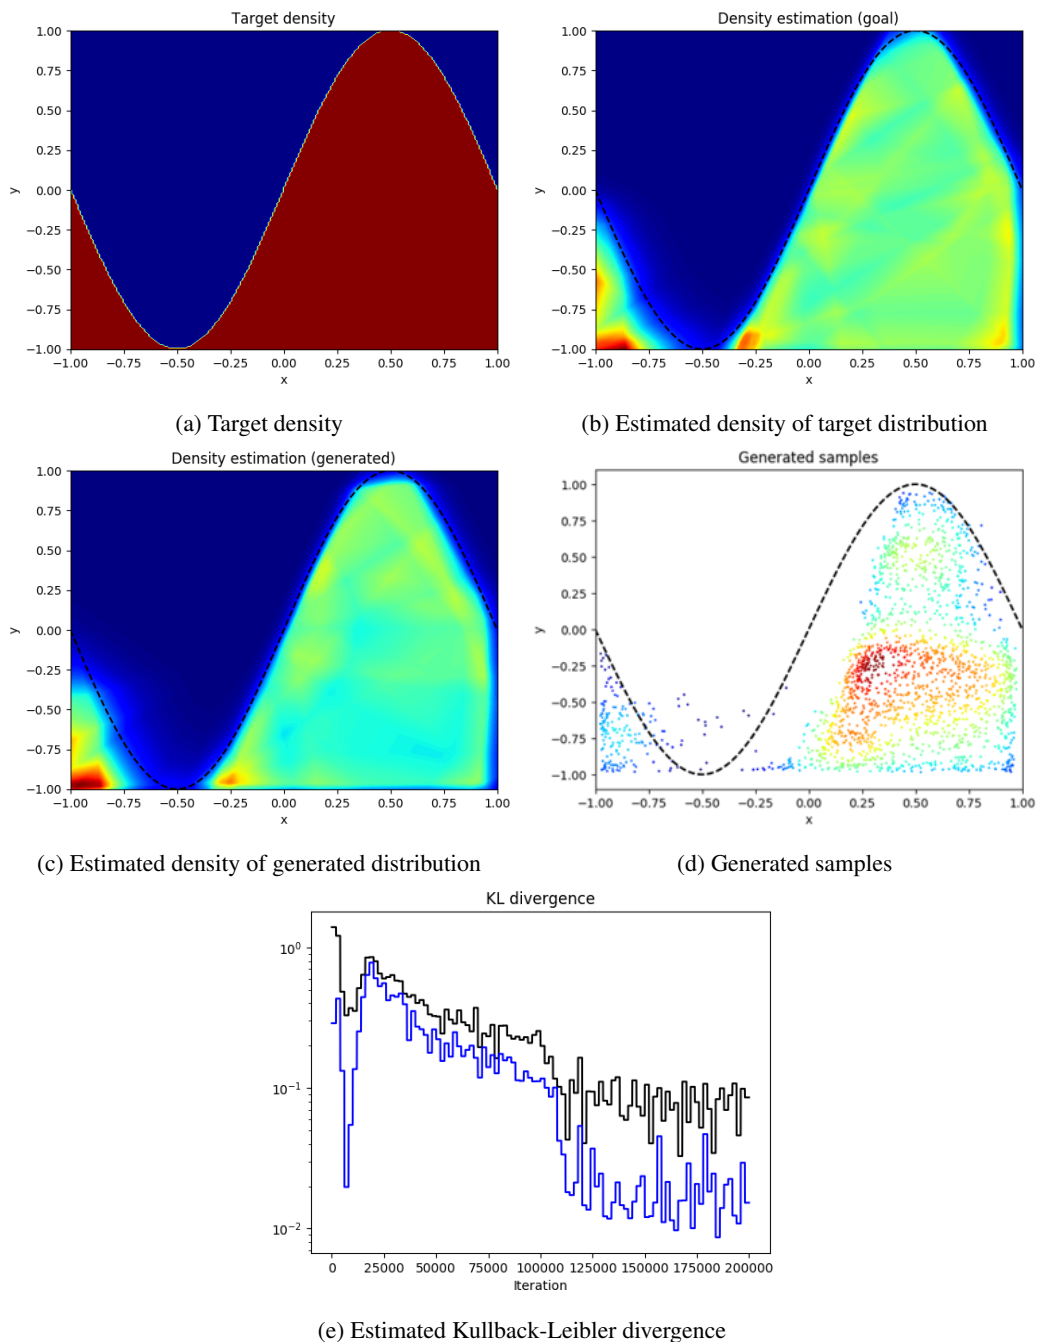 Target density
1.00
0.75
0.50
0.25
0.00
−0.25
−0.50
−0.75
−1.00
y
−1.00 −0.75 −0.50 −0.25 0.00 0.25 0.50 0.75 1.00
x
(a) Target density
Density estimation (goal)
1.00
0.75
0.50
0.25
0.00
−0.25
−0.50
−0.75
−1.00
y
−1.00 −0.75 −0.50 −0.25 0.00 0.25 0.50 0.75 1.00
x
(b) Estimated density of target distribution
Density estimation (generated)
1.00
0.75
0.50
0.25
0.00
−0.25
−0.50
−0.75
−1.00
y
−1.00 −0.75 −0.50 −0.25 0.00 0.25 0.50 0.75 1.00
x
(c) Estimated density of generated distribution
Generated samples
1.00
0.75
0.50
0.25
0.00
−0.25
−0.50
−0.75
−1.00
y
−1.00 −0.75 −0.50 −0.25 0.00 0.25 0.50 0.75 1.00
x
(d) Generated samples
KL divergence
10⁰
10⁻¹
10⁻²
0 25000 50000 75000 100000 125000 150000 175000 200000
Iteration
(e) Estimated Kullback-Leibler divergence